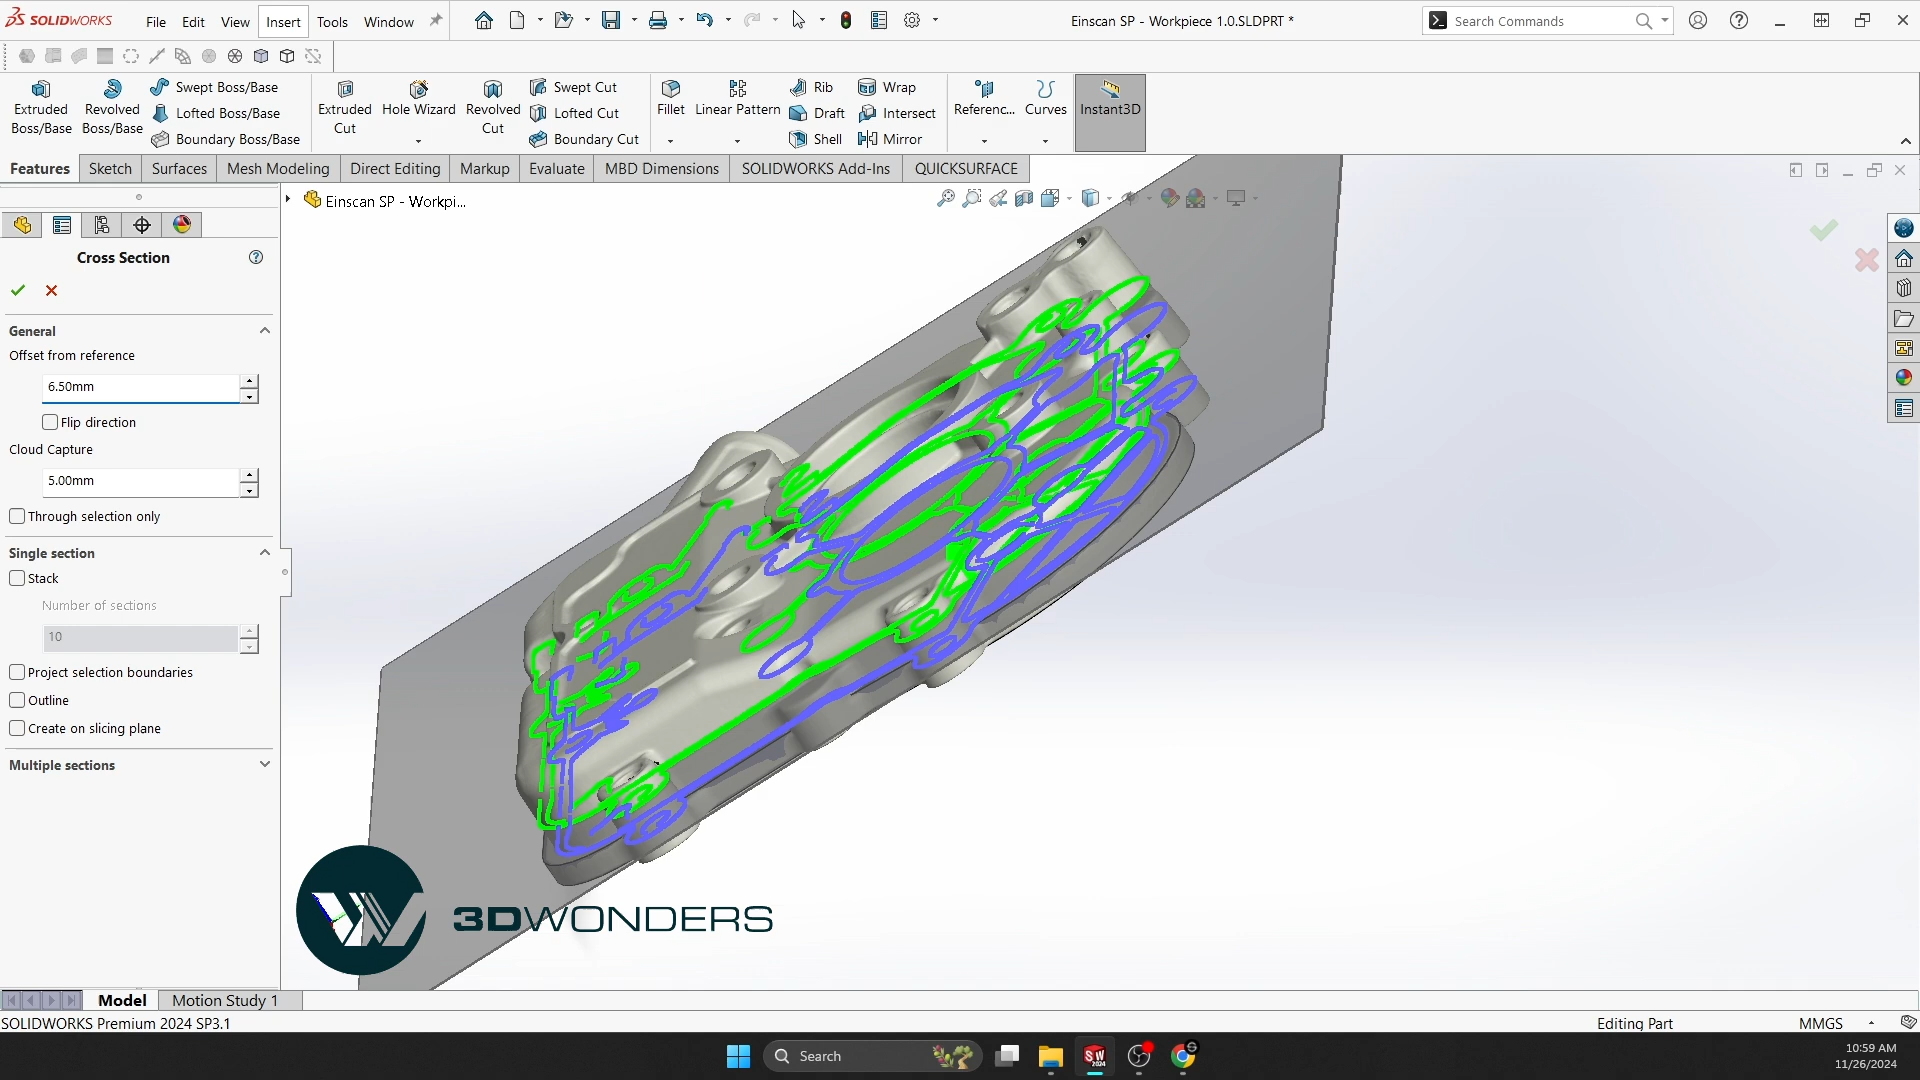 SOLIDWORKS
File
Edit
View
Insert
Tools
Window
Einscan SP - Workpiece 1.0.SLDPRT *
Search Commands
Extruded
Boss/Base
Revolved
Boss/Base
Swept Boss/Base
Lofted Boss/Base
Boundary Boss/Base
Extruded
Cut
Hole Wizard
Revolved
Cut
Swept Cut
Lofted Cut
Boundary Cut
Fillet
Linear Pattern
Rib
Draft
Shell
Wrap
Intersect
Mirror
Referenc...
Curves
Instant3D
Features
Sketch
Surfaces
Mesh Modeling
Direct Editing
Markup
Evaluate
MBD Dimensions
SOLIDWORKS Add-Ins
QUICKSURFACE
Einscan SP - Workpi...
Cross Section
General
Offset from reference
6.50mm
Flip direction
Cloud Capture
5.00mm
Through selection only
Single section
Stack
Number of sections
10
Project selection boundaries
Outline
Create on slicing plane
Multiple sections
3DWONDERS
Model
Motion Study 1
SOLIDWORKS Premium 2024 SP3.1
Editing Part
MMGS
Search
SW
2024
10:59 AM
11/26/2024